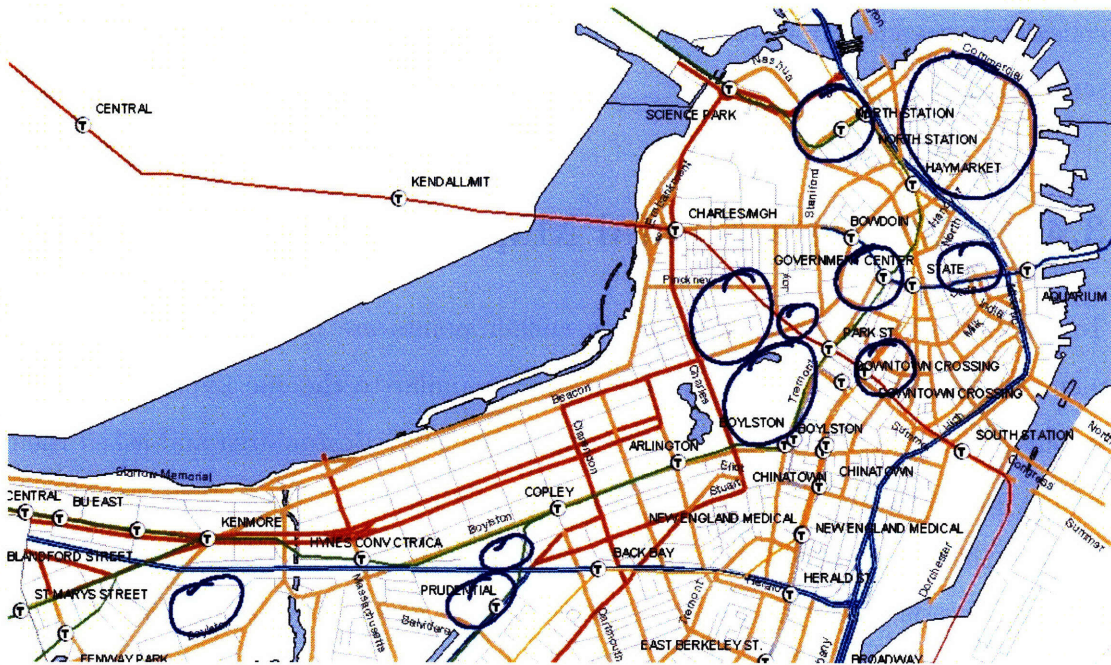 Commercial
Nashua
CENTRAL
SCIENCE PARK
NORTH STATION
NORTH STATION
HAYMARKET
KENDALL/MIT
Embankment
Staniford
CHARLES/MGH
BOWDOIN
North
GOVERNMENT CENTER
STATE
Pinckney
Joy
AQUARIUM
India
Milk
PARK ST.
DOWNTOWN CROSSING
DOWNTOWN CROSSING
Charles
Tremont
Beacon
High
BOYLSTON
BOYLSTON
SOUTH STATION
Clarendon
ARLINGTON
Eliot
CHINATOWN
CHINATOWN
Congress
Storrow Memorial
Stuart
CENTRAL
BU EAST
COPLEY
KENMORE
Boylston
NEW ENGLAND MEDICAL
NEW ENGLAND MEDICAL
Summer
BLANDFORD STREET
HYNES CONV CTR/ICA
BACK BAY
Dorchester
ST MARYS STREET
PRUDENTIAL
Massachusetts
HERALD ST.
Herald
Tremont
Boylston
Belvidere
Dartmouth
EAST BERKELEY ST.
FENWAY PARK
BROADWAY